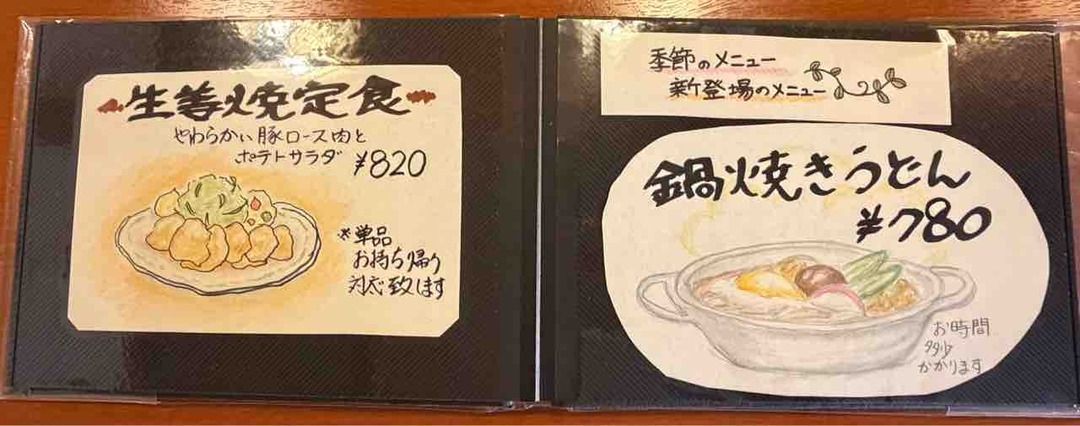 生姜焼定食
やわらかい豚ロース肉と
ポテトサラダ
¥820
*単品
お持ち帰り
対応致します
季節のメニュー
新登場のメニュー
鍋焼きうどん
¥780
お時間
多少
かかります